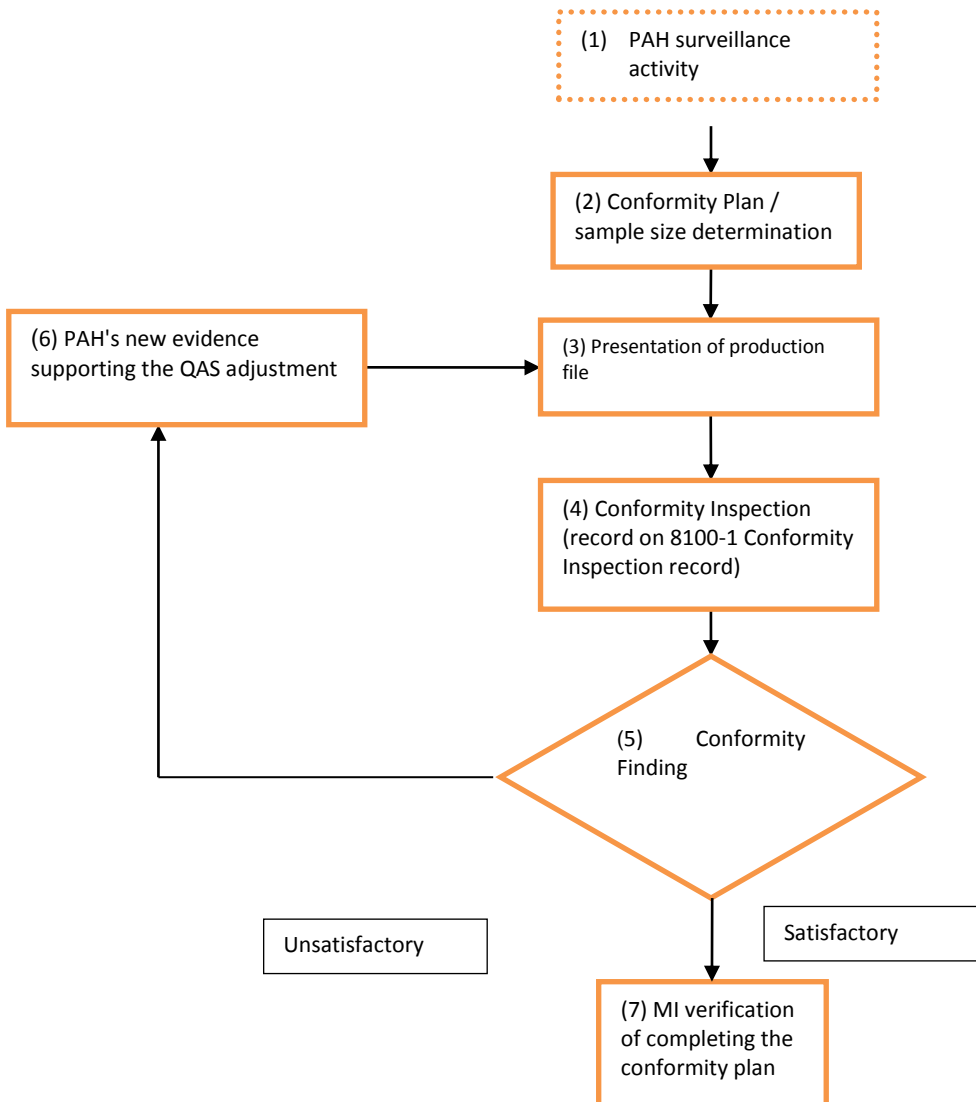 (1) PAH surveillance
activity
(2) Conformity Plan /
sample size determination
(6) PAH's new evidence
supporting the QAS adjustment
(3) Presentation of production
file
(4) Conformity Inspection
(record on 8100-1 Conformity
Inspection record)
(5) Conformity
Finding
Unsatisfactory
Satisfactory
(7) MI verification
of completing the
conformity plan